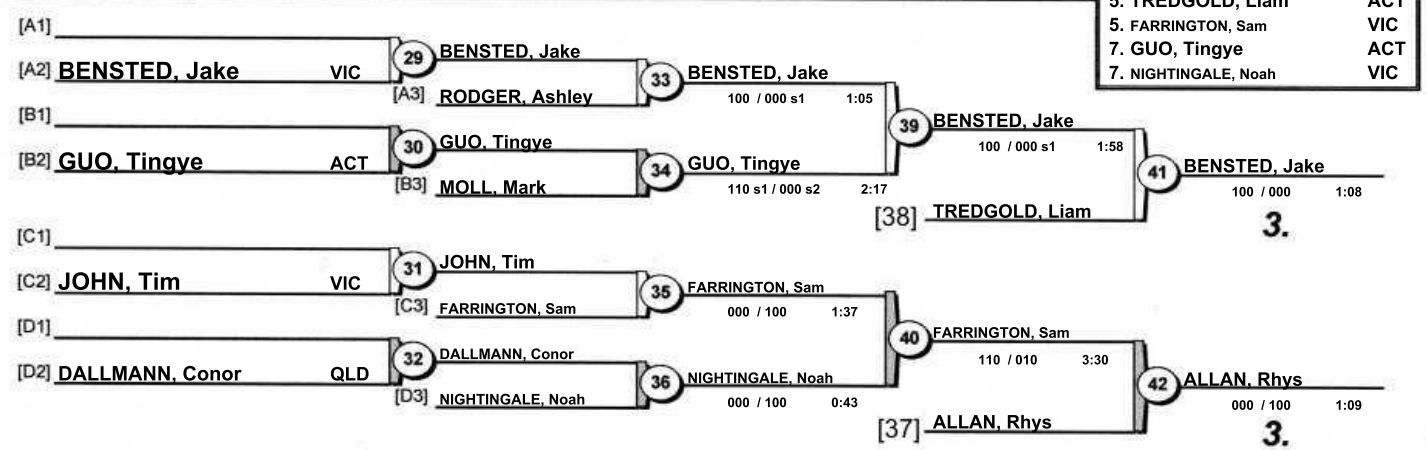 5. TREDGOLD, Liam ACT
5. FARRINGTON, Sam VIC
7. GUO, Tingye ACT
7. NIGHTINGALE, Noah VIC
[A1]
[A2] BENSTED, Jake VIC
29
BENSTED, Jake
[A3] RODGER, Ashley
33
BENSTED, Jake
100 / 000 s1 1:05
[B1]
[B2] GUO, Tingye ACT
30
GUO, Tingye
[B3] MOLL, Mark
34
GUO, Tingye
110 s1 / 000 s2 2:17
39
BENSTED, Jake
100 / 000 s1 1:58
[38] TREDGOLD, Liam
41
BENSTED, Jake
100 / 000 1:08
3.
[C1]
[C2] JOHN, Tim VIC
31
JOHN, Tim
[C3] FARRINGTON, Sam
35
FARRINGTON, Sam
000 / 100 1:37
[D1]
[D2] DALLMANN, Conor QLD
32
DALLMANN, Conor
[D3] NIGHTINGALE, Noah
36
NIGHTINGALE, Noah
000 / 100 0:43
40
FARRINGTON, Sam
110 / 010 3:30
[37] ALLAN, Rhys
42
ALLAN, Rhys
000 / 100 1:09
3.